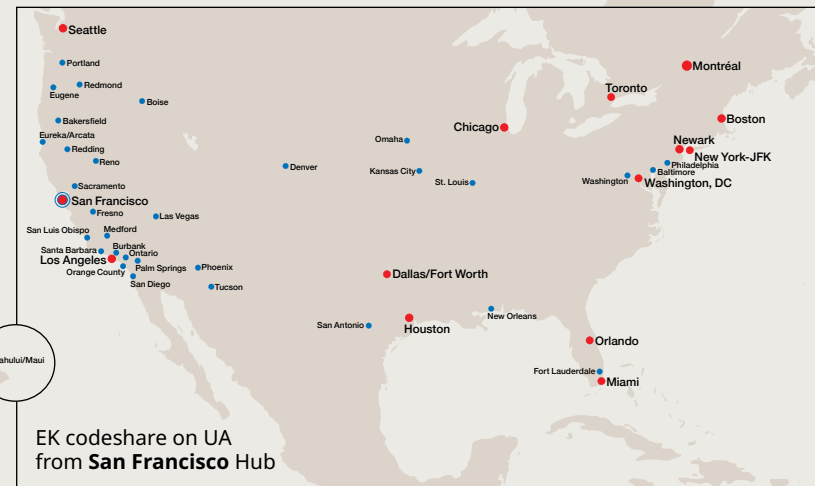 Seattle
Portland
Montréal
Redmond
Eugene
Toronto
Boise
Bakersfield
Boston
Chicago
Eureka/Arcata
Omaha
Newark
Redding
New York-JFK
Reno
Denver
Philadelphia
Kansas City
Baltimore
St. Louis
Washington
Washington, DC
Sacramento
San Francisco
Fresno
Las Vegas
San Luis Obispo
Medford
Santa Barbara
Burbank
Ontario
Los Angeles
Palm Springs
Phoenix
Orange County
San Diego
Dallas/Fort Worth
Tucson
New Orleans
San Antonio
Houston
Orlando
ahului/Maui
Fort Lauderdale
Miami
EK codeshare on UA
from San Francisco Hub